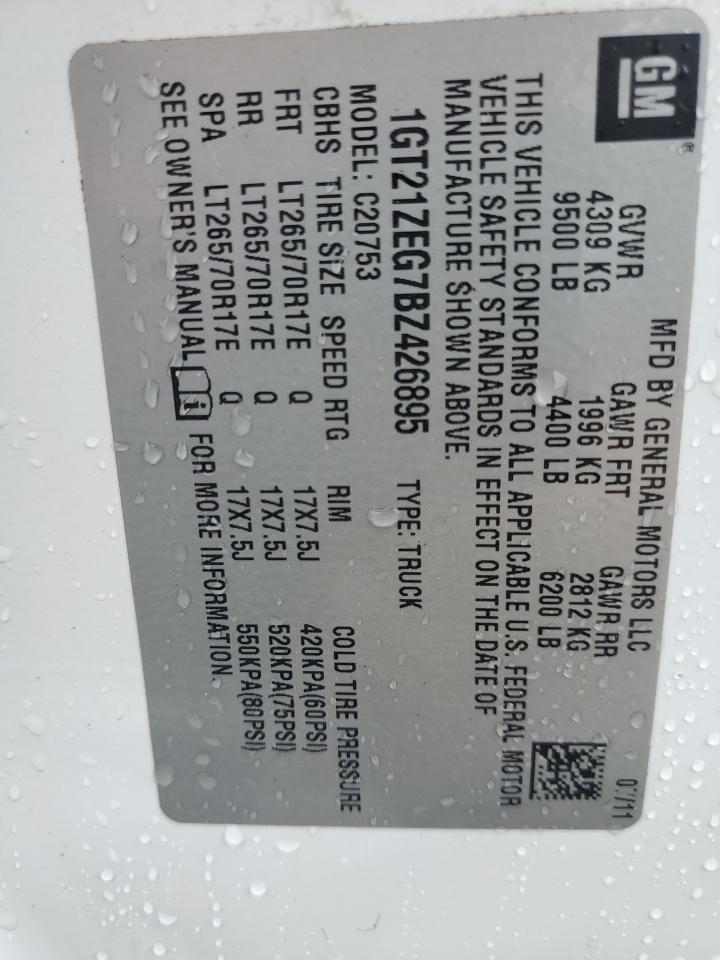 GM®
MFD BY GENERAL MOTORS LLC
GVWR GAWR FRT GAWR RR
4309 KG 1996 KG 2812 KG
9500 LB 4400 LB 6200 LB
THIS VEHICLE CONFORMS TO ALL APPLICABLE U.S. FEDERAL MOTOR
VEHICLE SAFETY STANDARDS IN EFFECT ON THE DATE OF
MANUFACTURE SHOWN ABOVE.
1GT21ZEG7BZ426895 TYPE: TRUCK
MODEL: C20753
CBHS TIRE SIZE SPEED RTG RIM COLD TIRE PRESSURE
FRT LT265/70R17E Q 17X7.5J 420KPA(60PSI)
RR LT265/70R17E Q 17X7.5J 520KPA(75PSI)
SPA LT265/70R17E Q 17X7.5J 550KPA(80PSI)
SEE OWNER'S MANUAL i FOR MORE INFORMATION.